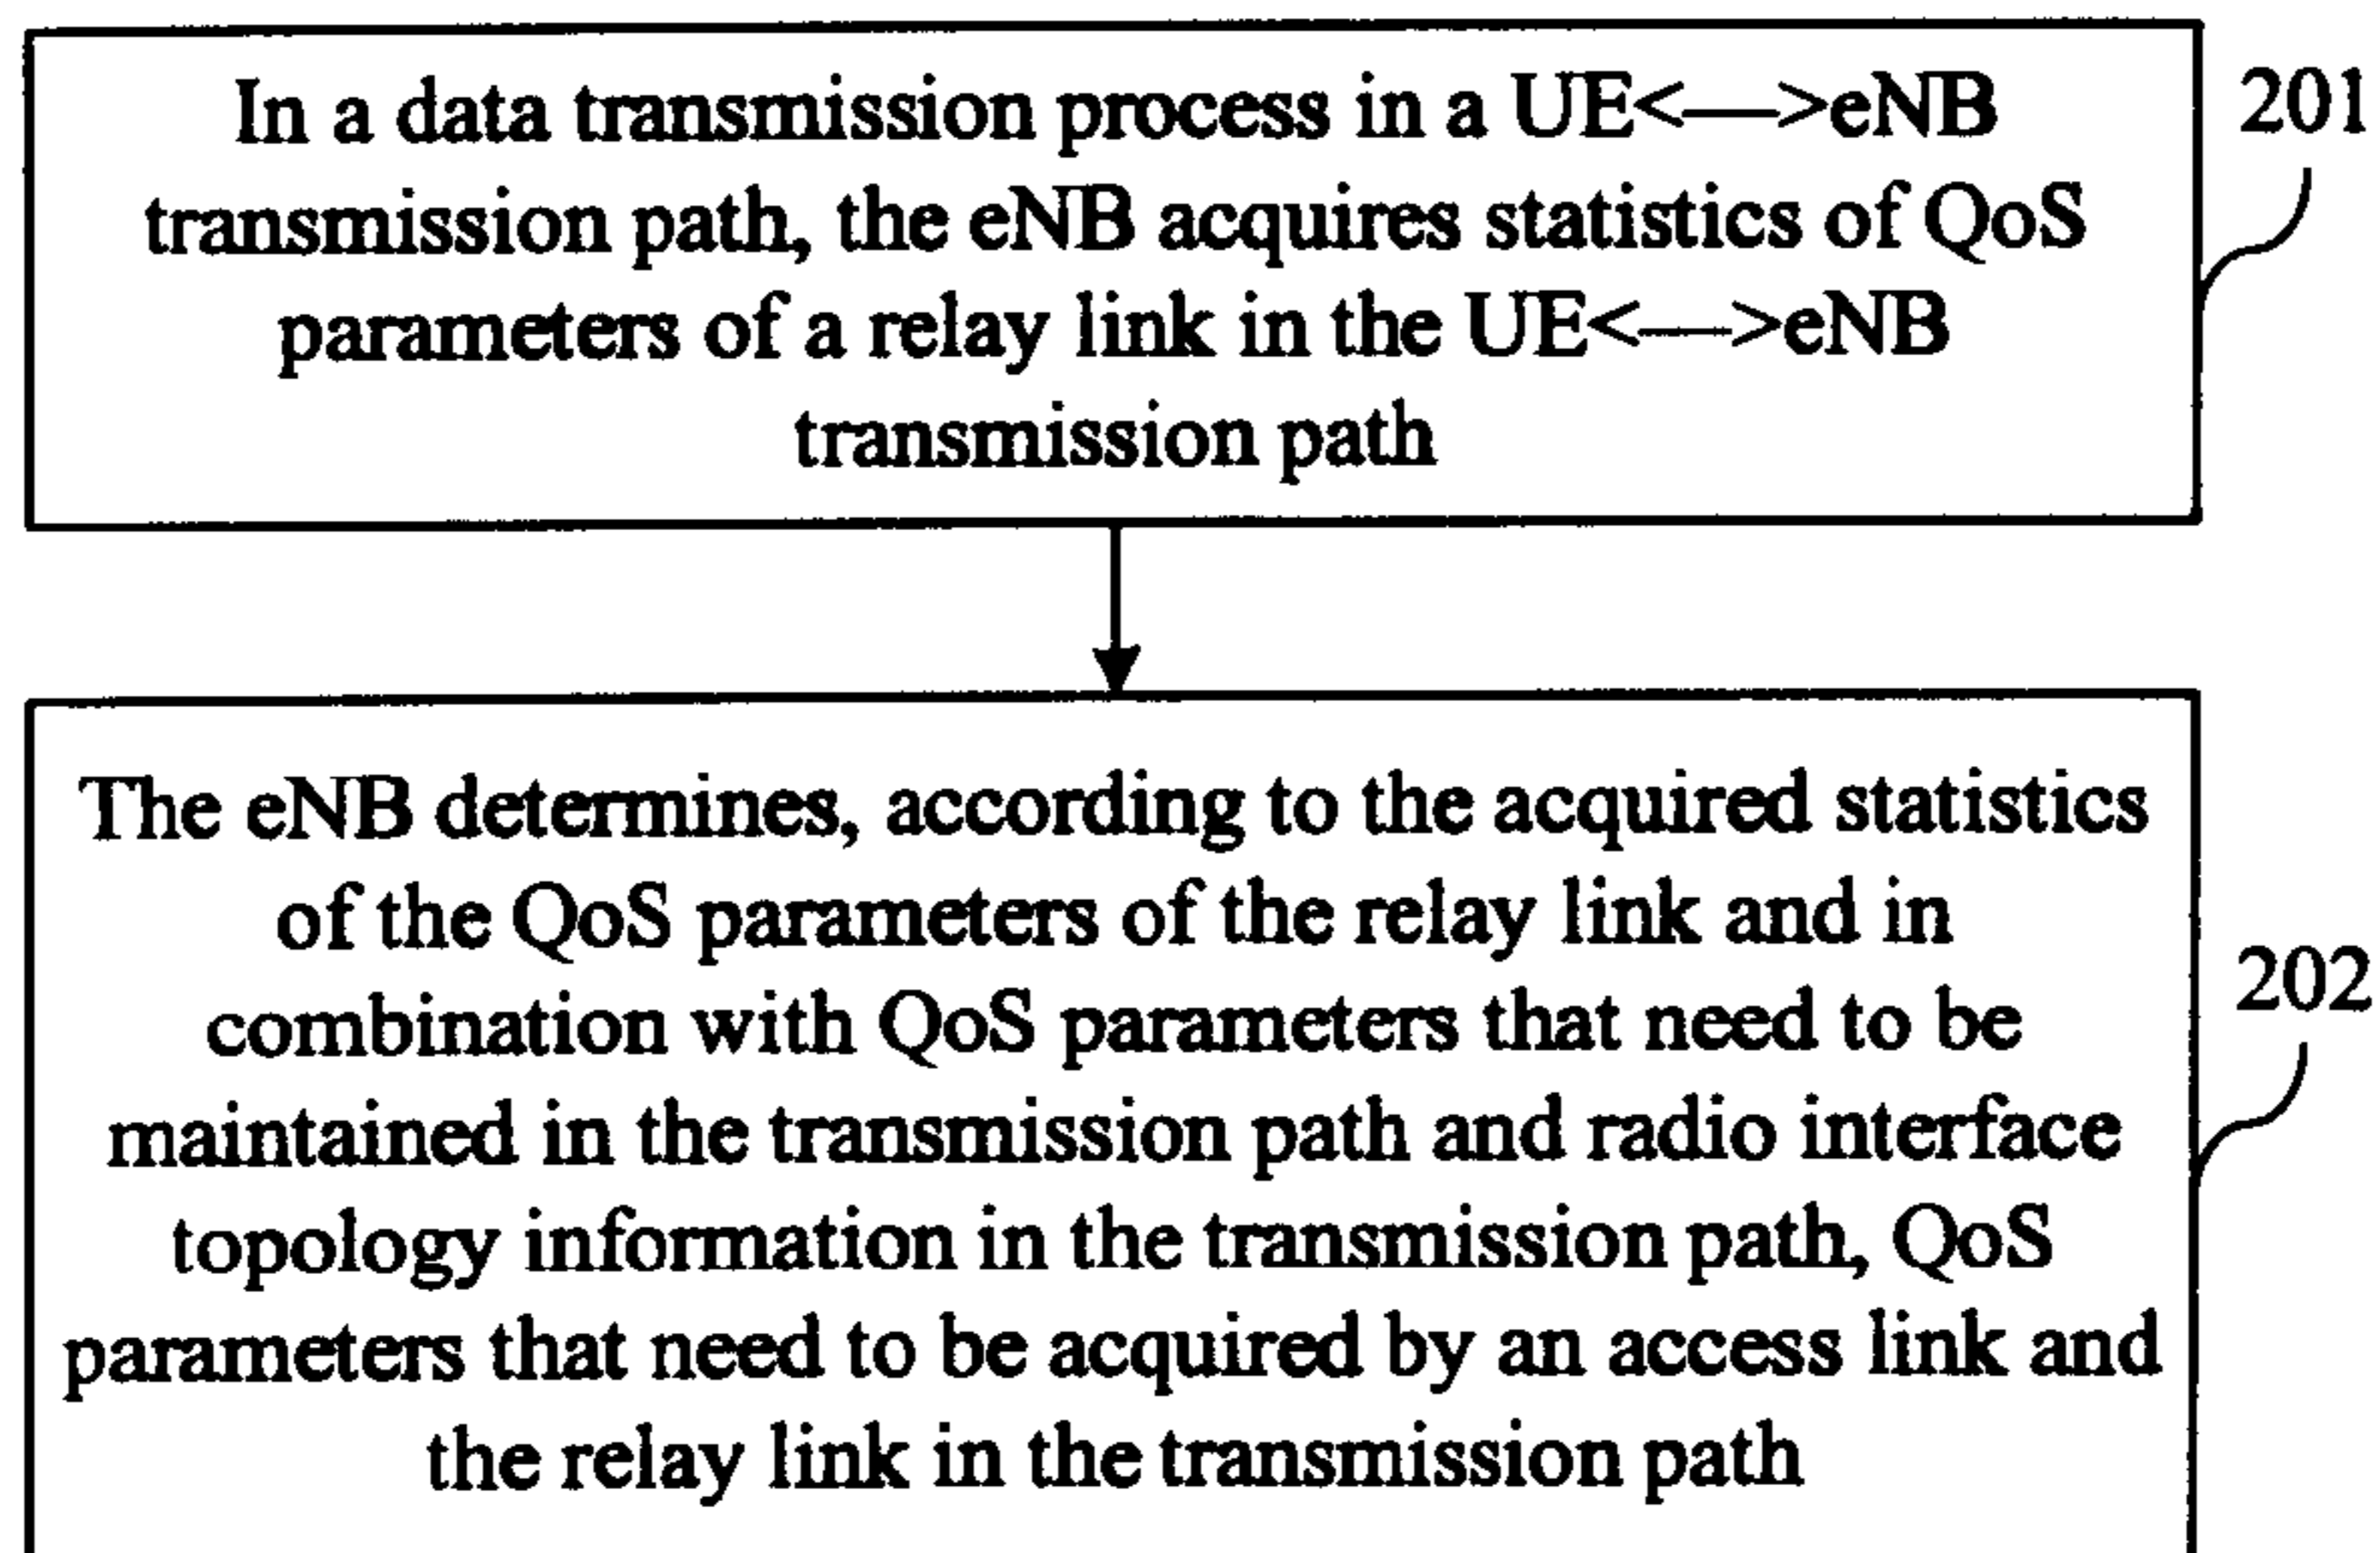 In a data transmission process in a UE<—>eNB
transmission path, the eNB acquires statistics of QoS
parameters of a relay link in the UE<—>eNB
transmission path
201
The eNB determines, according to the acquired statistics
of the QoS parameters of the relay link and in
combination with QoS parameters that need to be
maintained in the transmission path and radio interface
topology information in the transmission path, QoS
parameters that need to be acquired by an access link and
the relay link in the transmission path
202